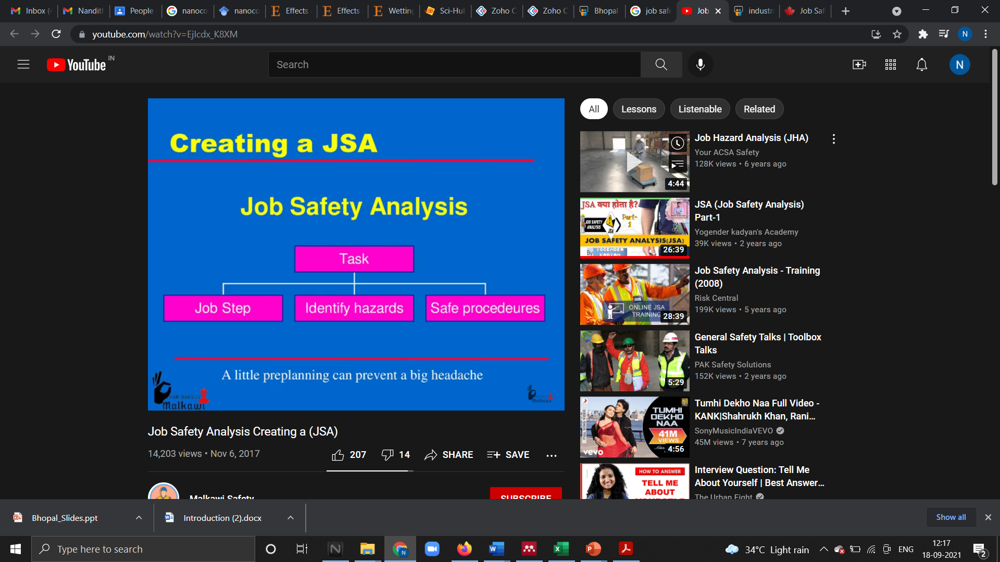 Inbox (4
Nandith
People
nanoco
nanoco
Effects
Effects
Wetting
Sci-Hub
Zoho C
Zoho C
Bhopal
job safe
Job
industri
Job Saf
youtube.com/watch?v=EjIcdx_K8XM
N
YouTube IN
Search
N
Creating a JSA
Job Safety Analysis
Task
Job Step
Identify hazards
Safe procedeures
A little preplanning can prevent a big headache
FOR SAFETY
Malkawi
Malkawi
Job Safety Analysis Creating a (JSA)
14,203 views • Nov 6, 2017
207
14
SHARE
SAVE
Malkawi Safety
SUBSCRIBE
All
Lessons
Listenable
Related
4:44
Job Hazard Analysis (JHA)
Your ACSA Safety
128K views • 6 years ago
JSA क्या होता है?
Part-
1
JOB SAFETY
ANALYSIS
JSA
JOB SAFETY ANALYSIS(JSA)
By YOGENDER
KADYAN
26:39
JSA (Job Safety Analysis)
Part-1
Yogender kadyan's Academy
39K views • 2 years ago
ONLINE JSA
TRAINING
28:39
Job Safety Analysis - Training
(2008)
Risk Central
199K views • 5 years ago
5:29
General Safety Talks | Toolbox
Talks
PAK Safety Solutions
152K views • 2 years ago
FULL SONG VIDEO
TUMHI
DEKHO
NAA
41M
VIEWS
vevo
4:56
Tumhi Dekho Naa Full Video -
KANK|Shahrukh Khan, Rani...
SonyMusicIndiaVEVO
45M views • 7 years ago
HOW TO ANSWER
TELL ME
ABOUT
YOURSELF
Interview Question: Tell Me
About Yourself | Best Answer...
The Urban Fight
Bhopal_Slides.ppt
Introduction (2).docx
Show all
Type here to search
34°C Light rain
ENG
12:17
18-09-2021
2